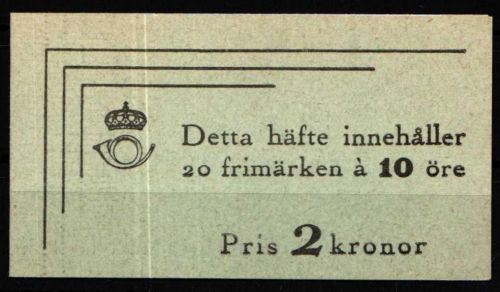 Detta häfte innehåller
20 frimärken à 10 öre
Pris 2 kronor